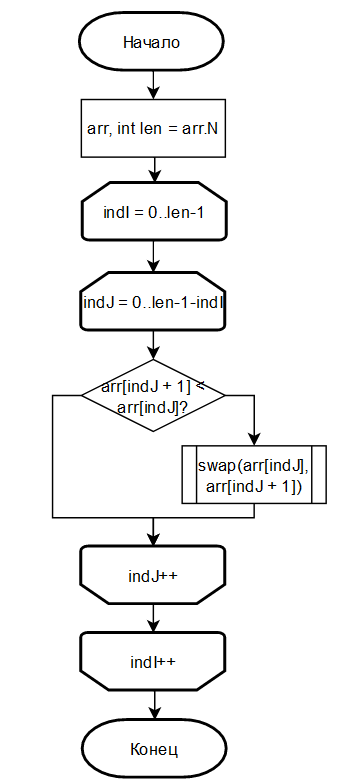 Начало
arr, int len = arr.N
indI = 0..len-1
indJ = 0..len-1-indI
arr[indJ + 1] <
arr[indJ]?
swap(arr[indJ],
arr[indJ + 1])
indJ++
indI++
Конец